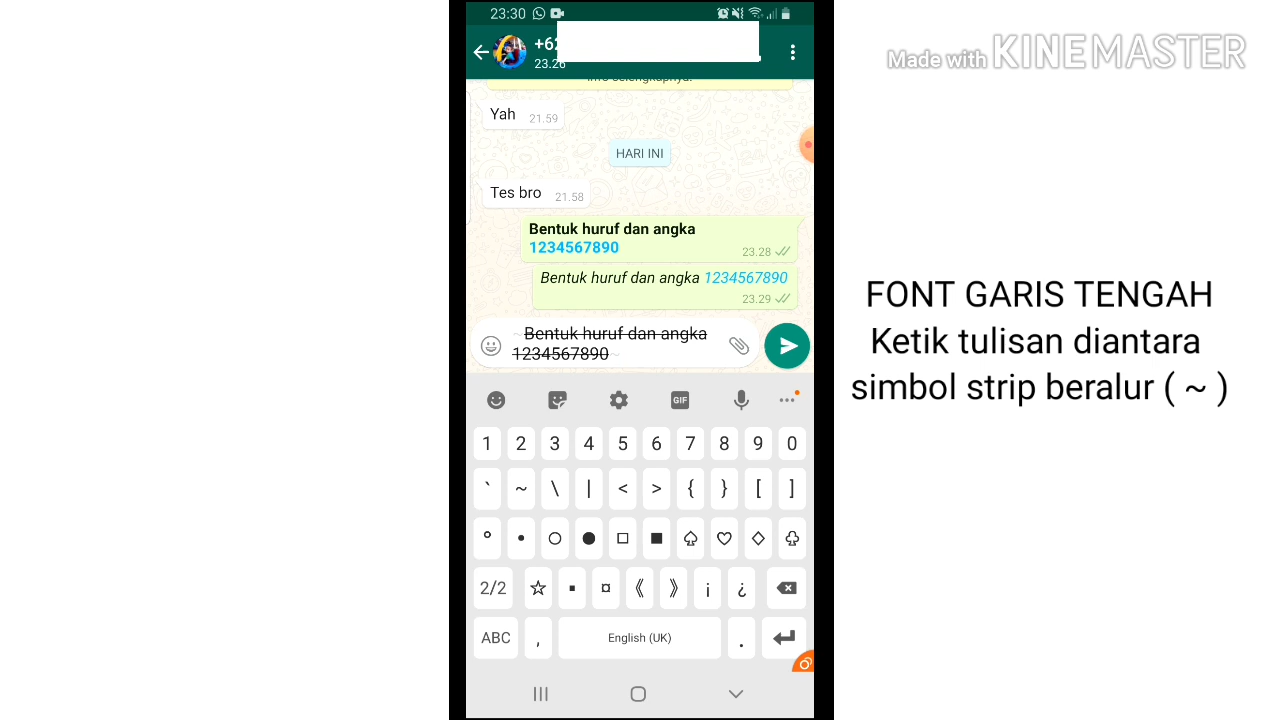 23:30
+62
23.26
Info selengkapnya.
Yah 21.59
HARI INI
Tes bro 21.58
Bentuk huruf dan angka
1234567890 23.28
Bentuk huruf dan angka 1234567890
23.29
~ Bentuk huruf dan angka
1234567890~
GIF
1 2 3 4 5 6 7 8 9 0
` ~ \ | < > { } [ ]
° • ○ ● □ ■ ♤ ♡ ◇ ♧
2/2 ☆ ▪ ¤ 《 》 ¡ ¿
ABC , English (UK) .
Made with KINEMASTER
FONT GARIS TENGAH
Ketik tulisan diantara
simbol strip beralur ( ~ )